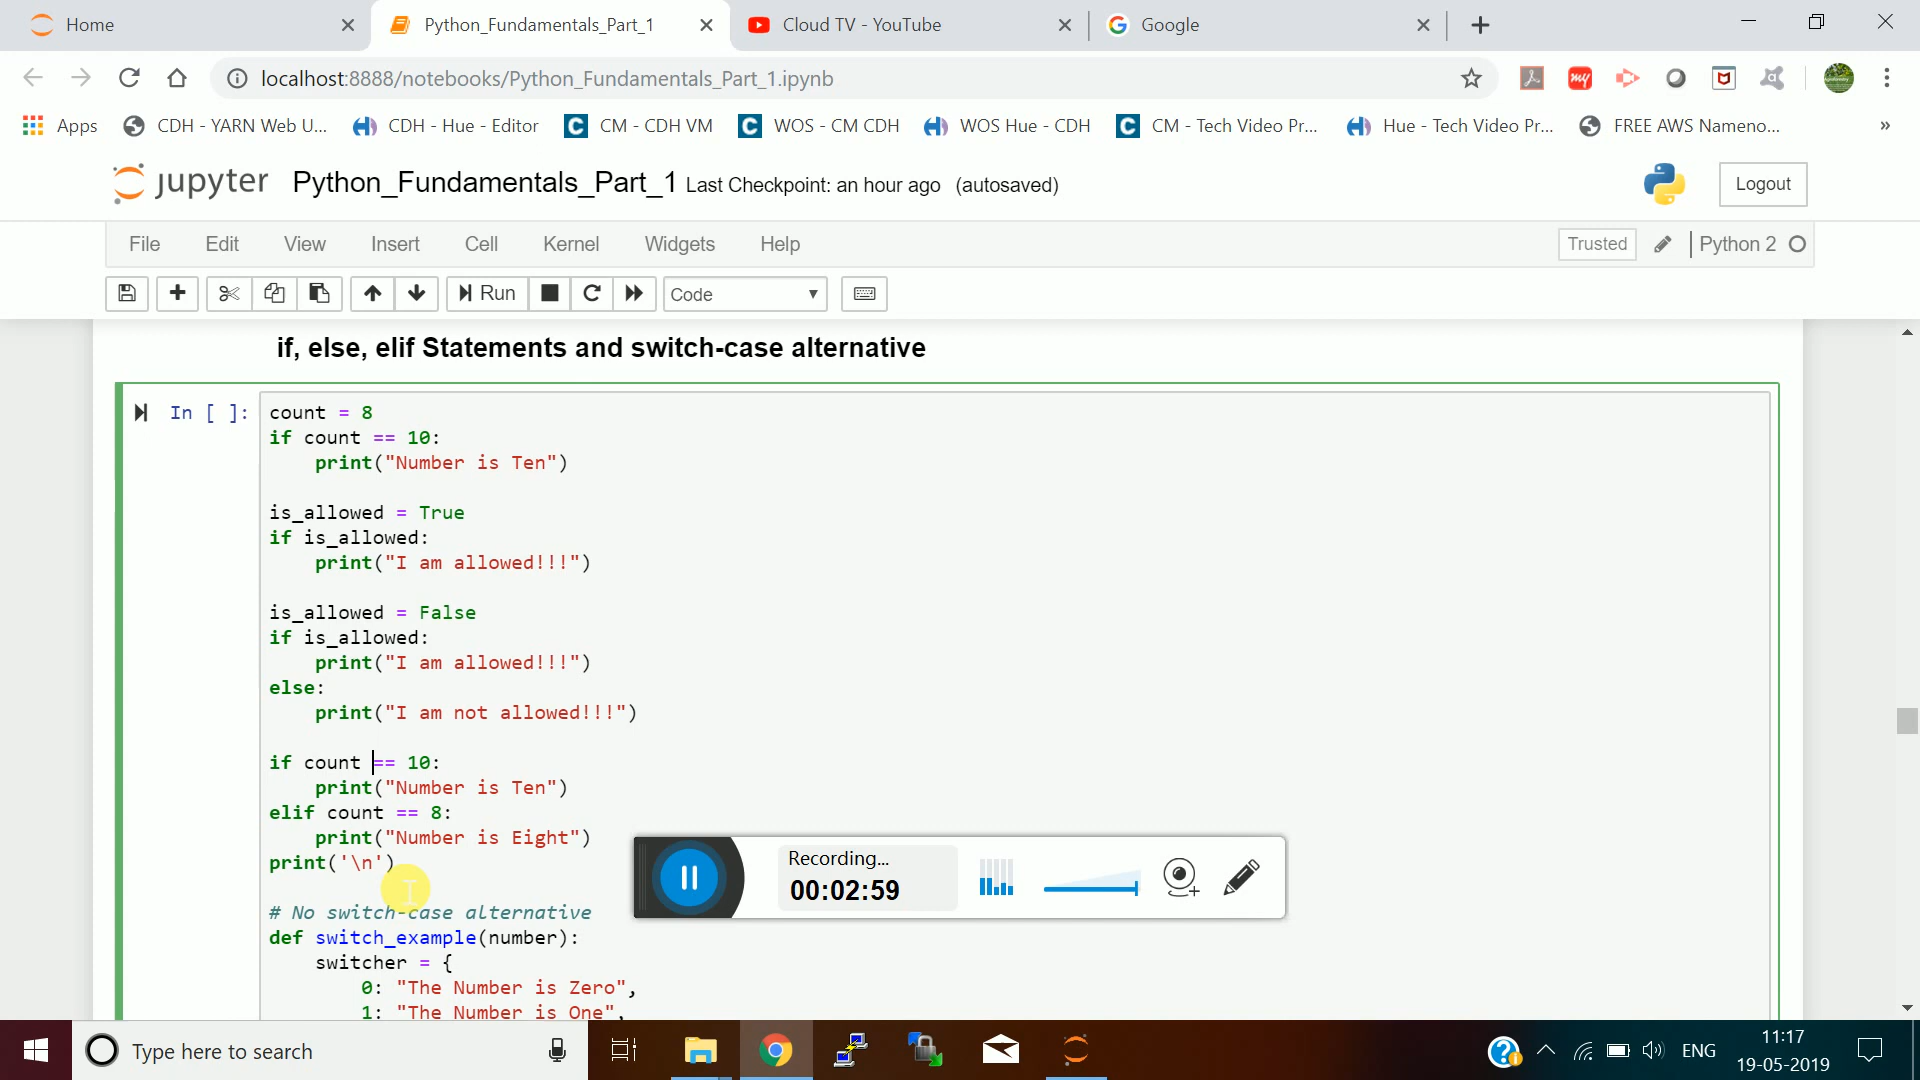 Home
Python_Fundamentals_Part_1
Cloud TV - YouTube
Google
localhost:8888/notebooks/Python_Fundamentals_Part_1.ipynb
Apps
CDH - YARN Web U...
CDH - Hue - Editor
CM - CDH VM
WOS - CM CDH
WOS Hue - CDH
CM - Tech Video Pr...
Hue - Tech Video Pr...
FREE AWS Nameno...
»
jupyter Python_Fundamentals_Part_1 Last Checkpoint: an hour ago (autosaved)
Logout
File Edit View Insert Cell Kernel Widgets Help
Trusted
Python 2
Run
Code
if, else, elif Statements and switch-case alternative
In [ ]:
count = 8
if count == 10:
    print("Number is Ten")
is_allowed = True
if is_allowed:
    print("I am allowed!!!")
is_allowed = False
if is_allowed:
    print("I am allowed!!!")
else:
    print("I am not allowed!!!")
if count == 10:
    print("Number is Ten")
elif count == 8:
    print("Number is Eight")
print('\n')
# No switch-case alternative
def switch_example(number):
    switcher = {
        0: "The Number is Zero",
        1: "The Number is One",
Recording...
00:02:59
Type here to search
ENG
11:17
19-05-2019